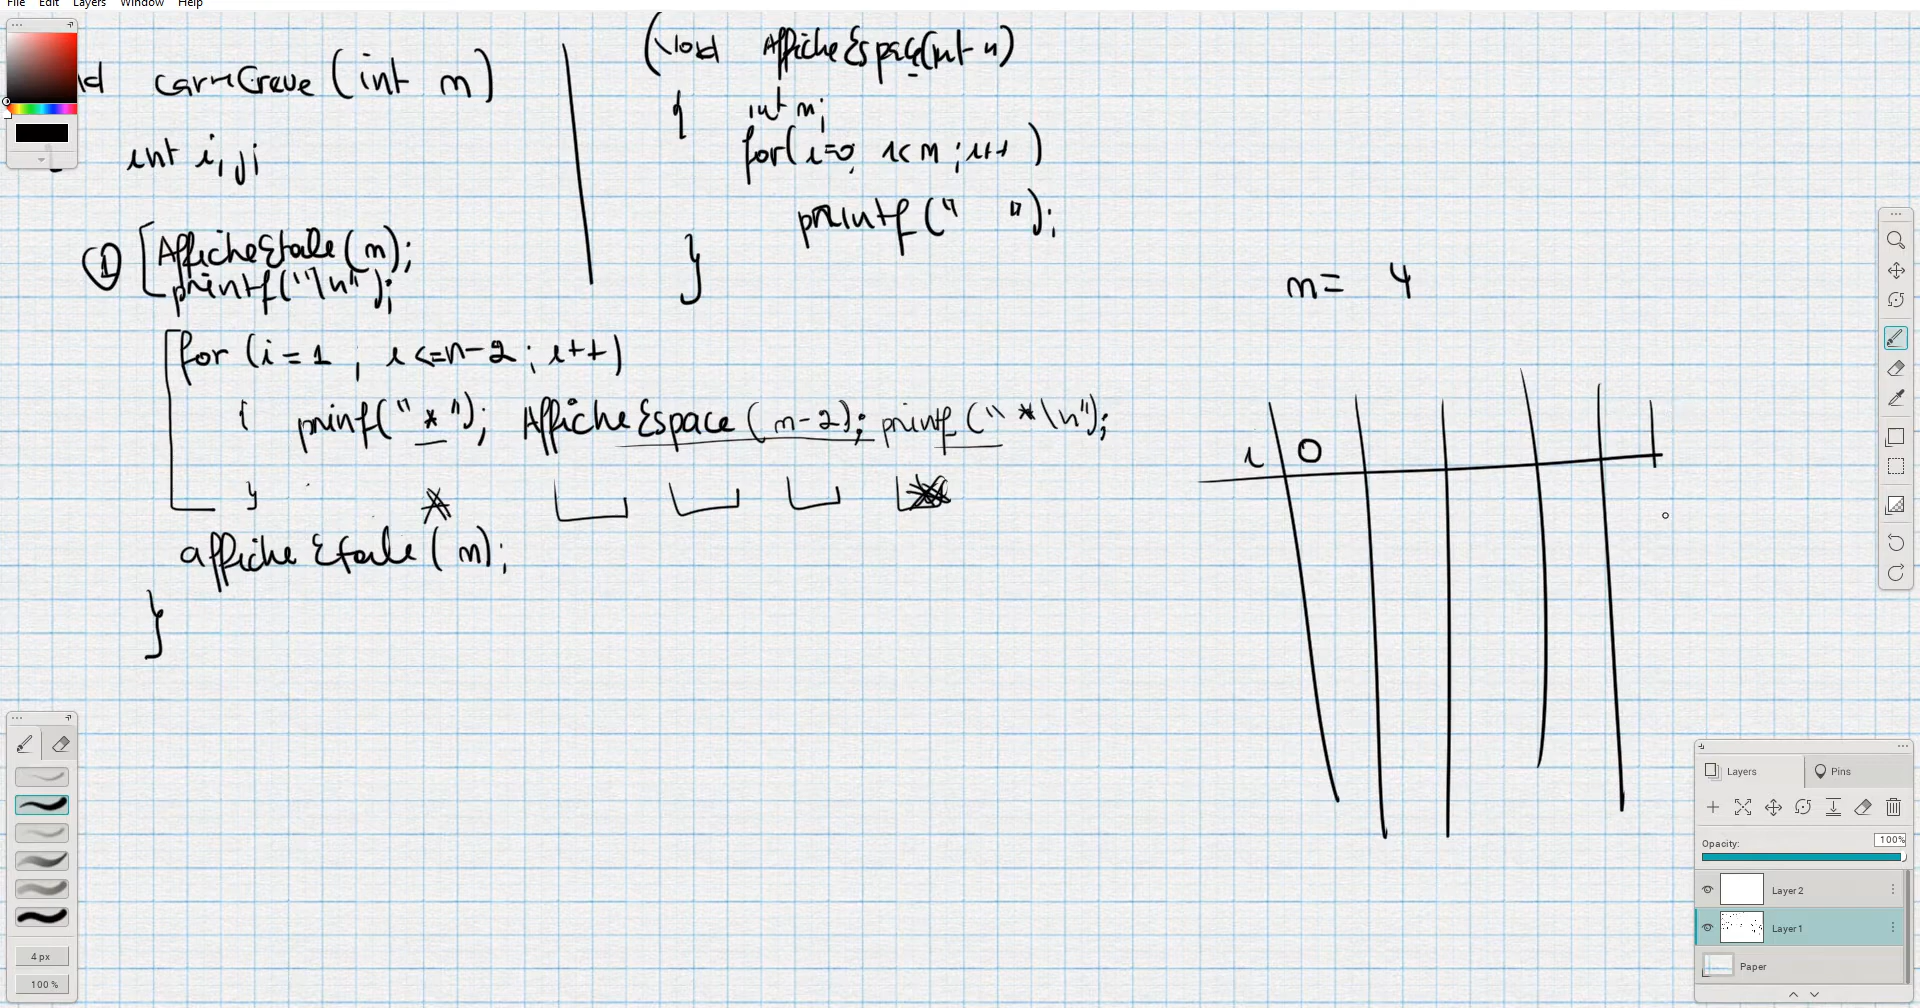 File Edit Layers Window Help
d carreCreve (int n)
int i, j;
① AfficheEtoile (n);
printf("\n");
for (i=1 ; i<=n-2 ; i++)
{ prinf("*"); AfficheEspace (n-2); printf ("*\n");
}
*
affiche Etoile (n);
}
(void AfficheEspace(int n)
{ int n;
for(i=0; i<n ; i++ )
printf (" ");
}
n= 4
i 0
4 px
100 %
Layers
Pins
Opacity:
100%
Layer 2
Layer 1
Paper